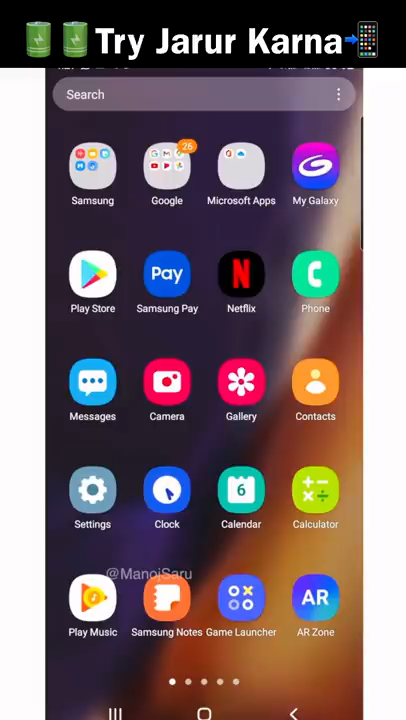 Try Jarur Karna
Search
26
Samsung Google Microsoft Apps My Galaxy
Pay
N
Play Store Samsung Pay Netflix Phone
Messages Camera Gallery Contacts
6
Settings Clock Calendar Calculator
@ManojSaru
AR
Play Music Samsung Notes Game Launcher AR Zone